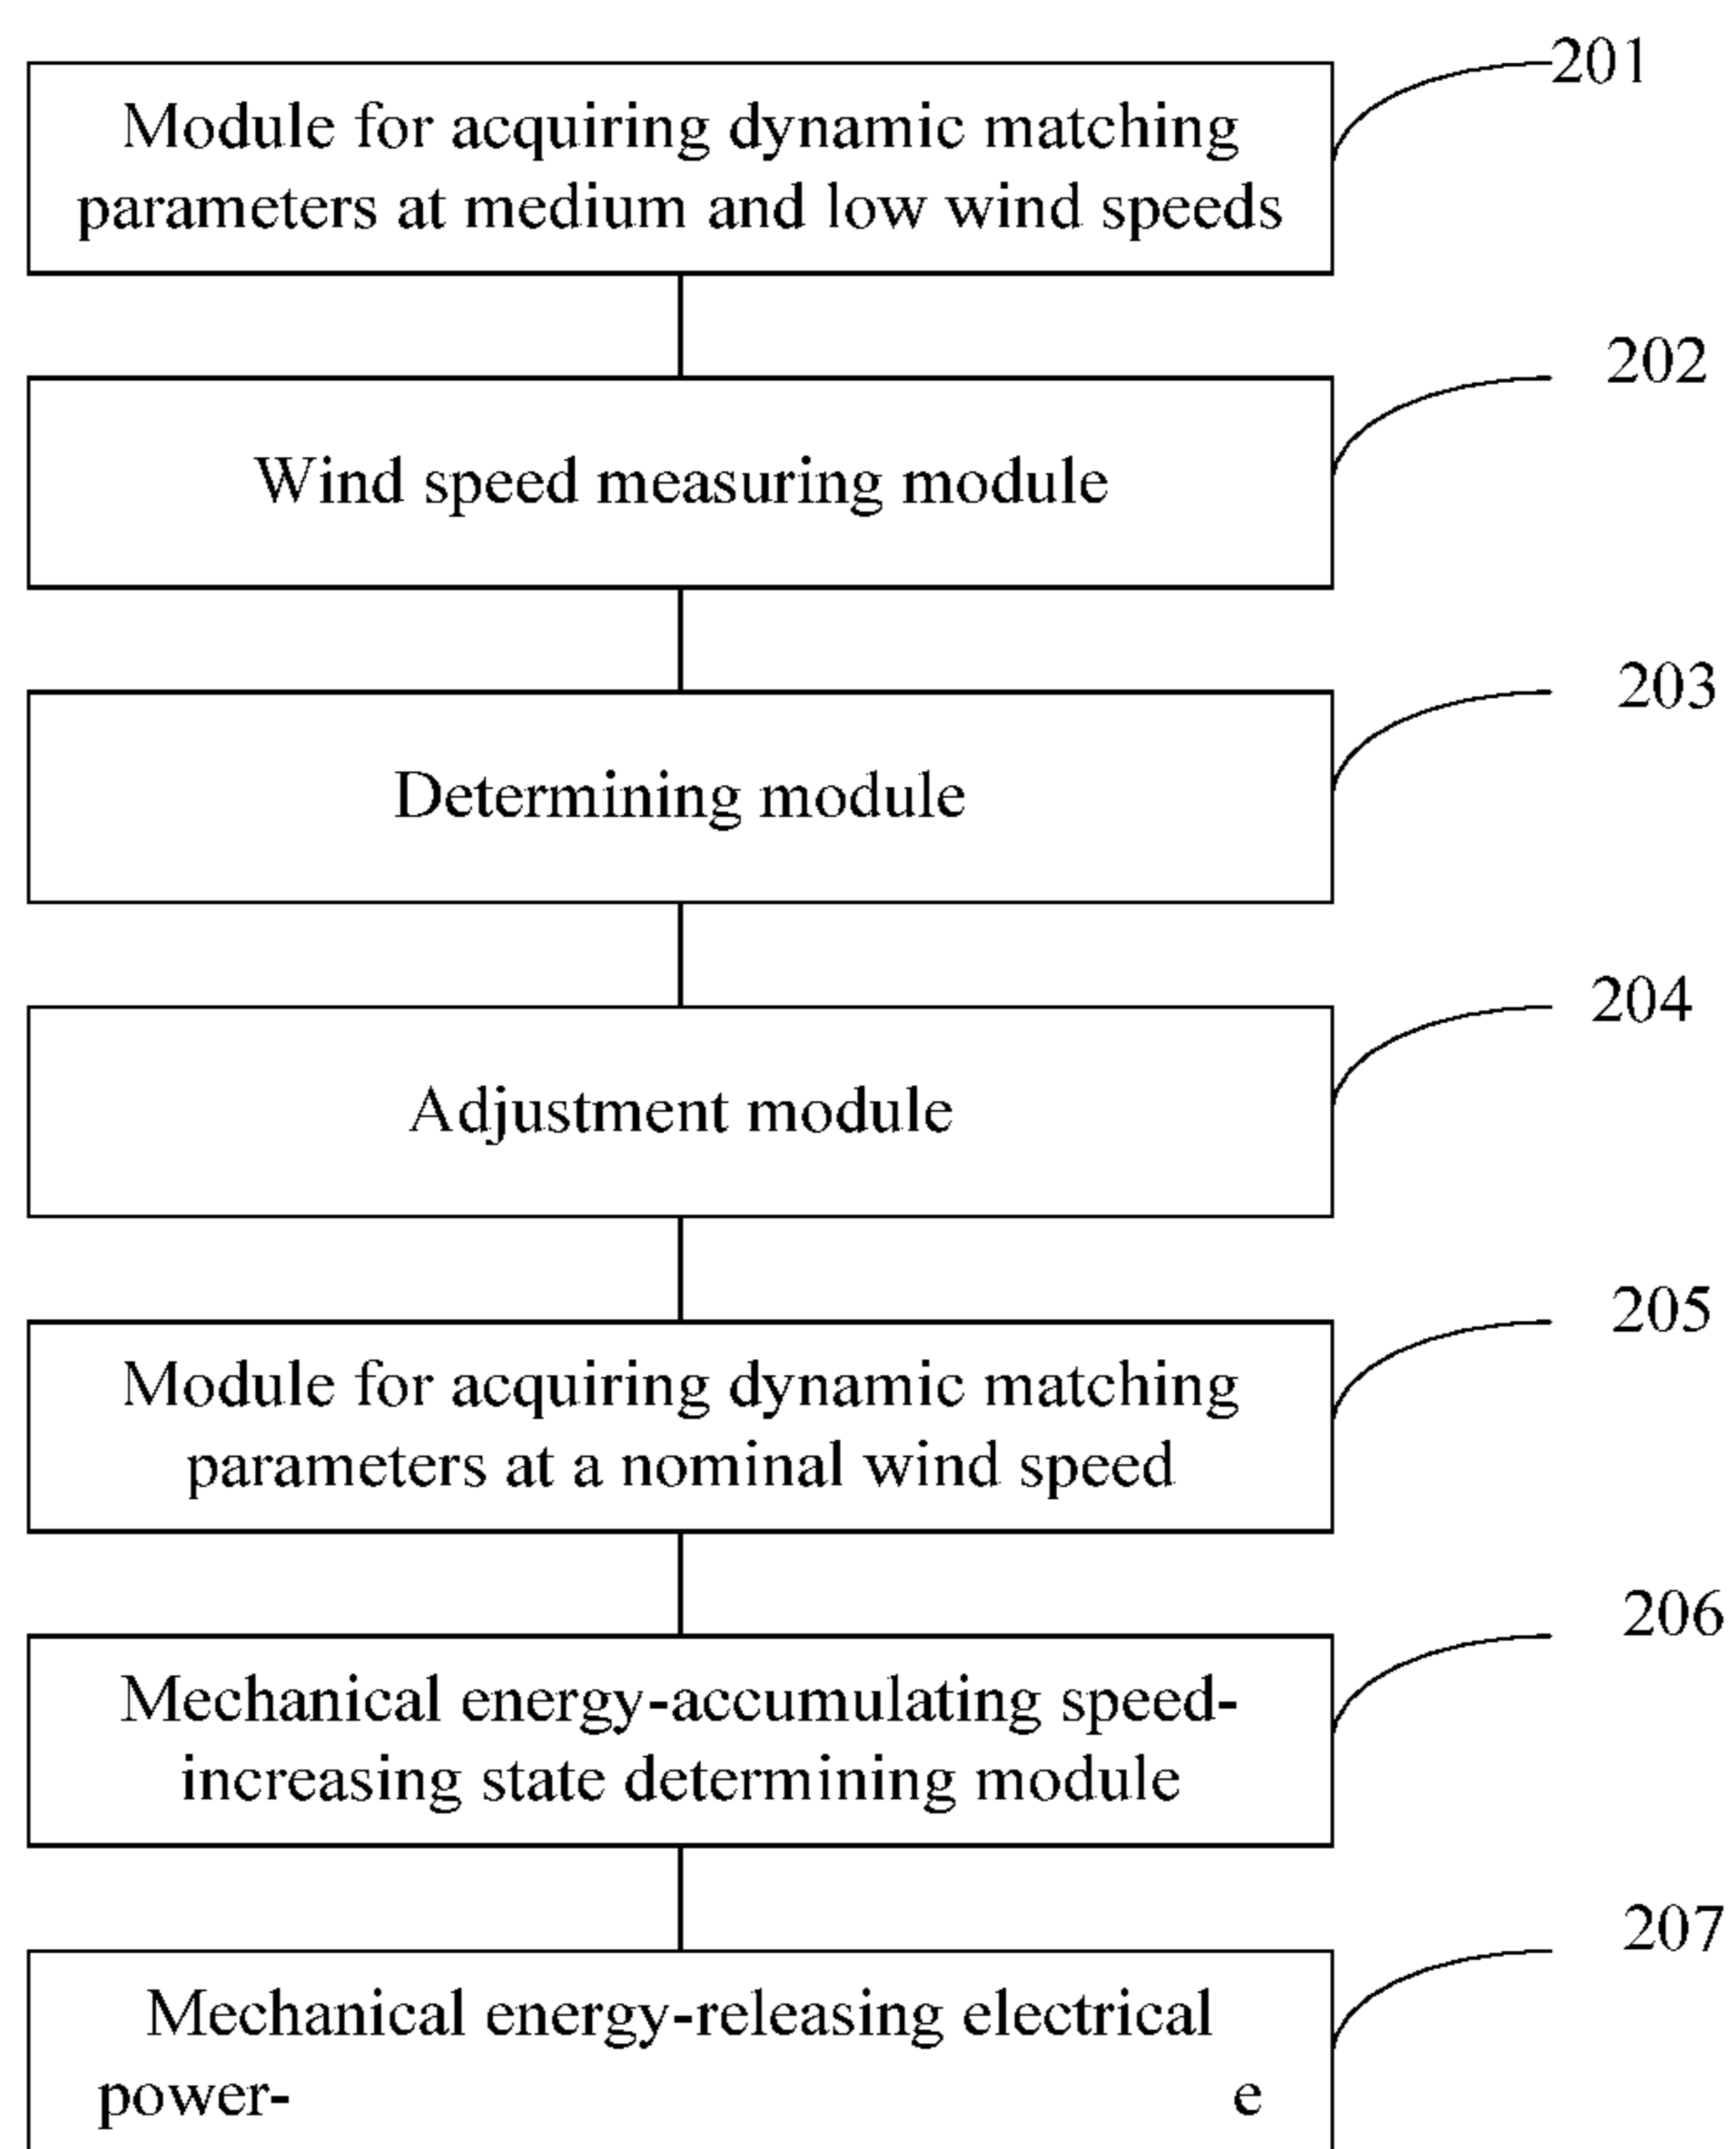 201
Module for acquiring dynamic matching
parameters at medium and low wind speeds
202
Wind speed measuring module
203
Determining module
204
Adjustment module
205
Module for acquiring dynamic matching
parameters at a nominal wind speed
206
Mechanical energy-accumulating speed-
increasing state determining module
207
Mechanical energy-releasing electrical
power- e